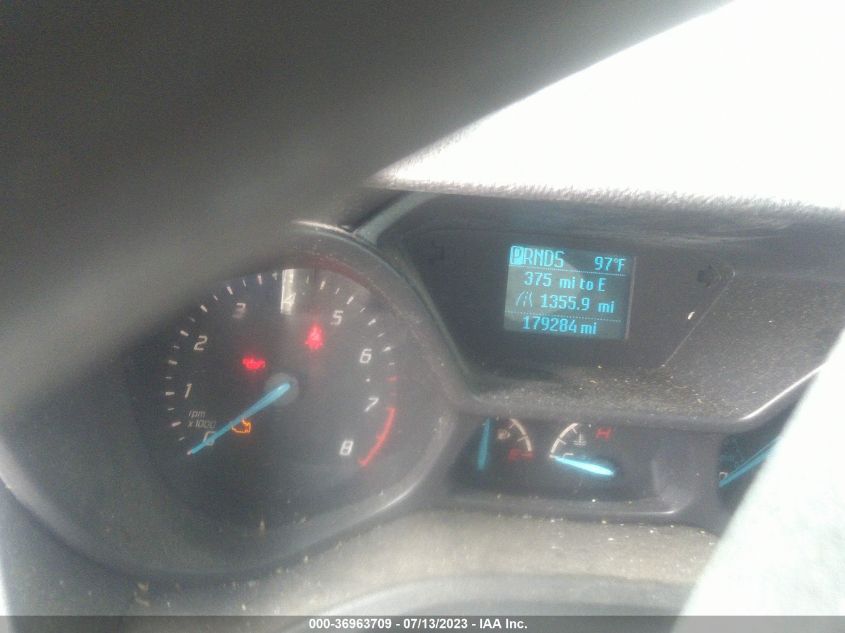 PRNDS 97°F
375 mi to E
1355.9 mi
179284 mi
0
1
2
3
4
5
6
7
8
rpm
x1000
E
C
H
000-36963709 - 07/13/2023 - IAA Inc.